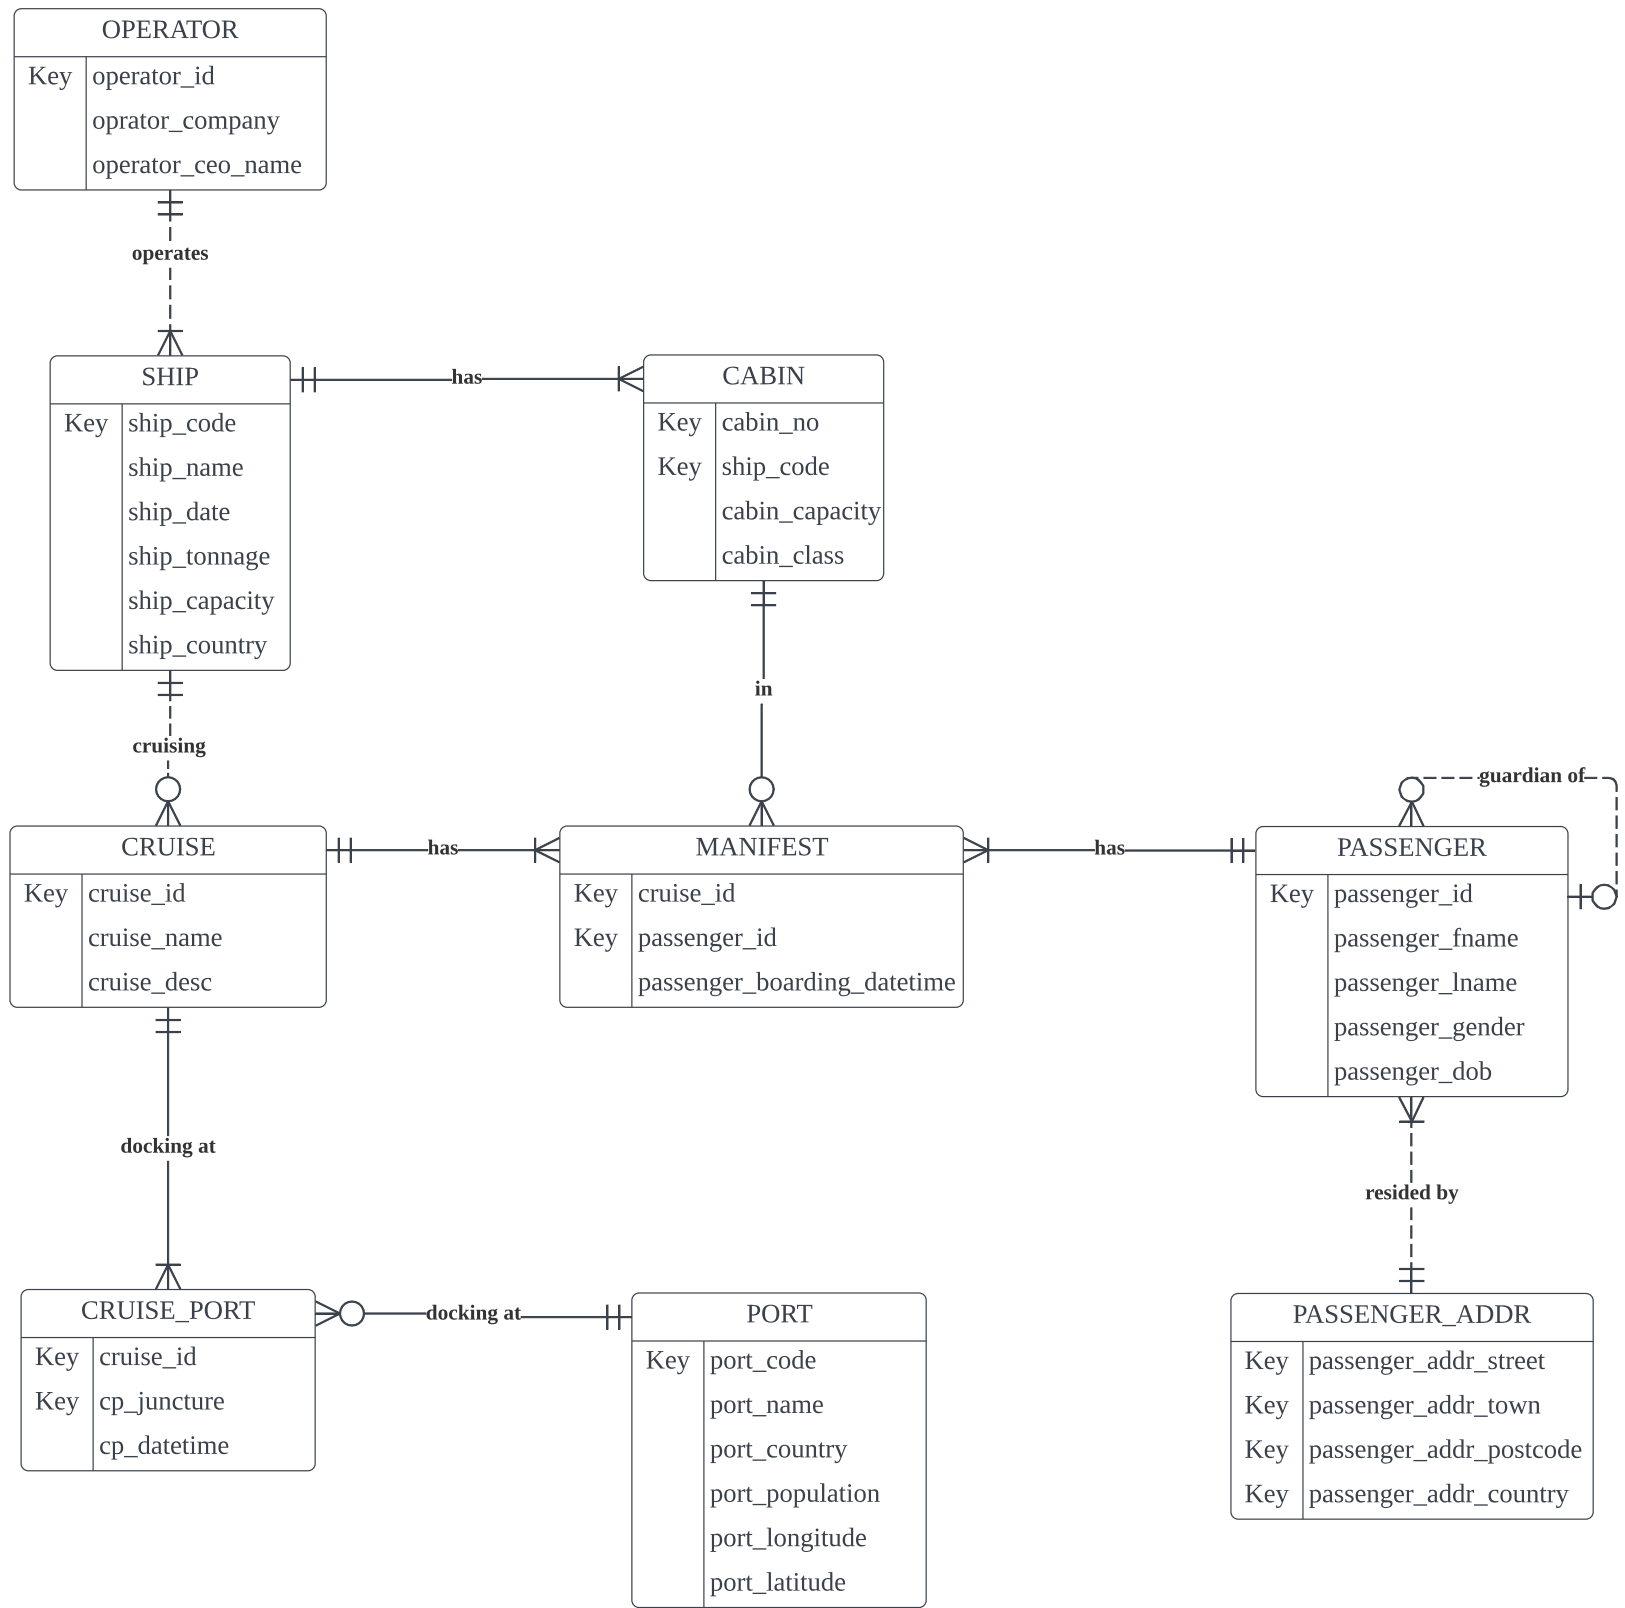 OPERATOR
Key operator_id
oprator_company
operator_ceo_name
operates
SHIP
Key ship_code
ship_name
ship_date
ship_tonnage
ship_capacity
ship_country
has
CABIN
Key cabin_no
Key ship_code
cabin_capacity
cabin_class
cruising
in
guardian of
CRUISE
Key cruise_id
cruise_name
cruise_desc
has
MANIFEST
Key cruise_id
Key passenger_id
passenger_boarding_datetime
has
PASSENGER
Key passenger_id
passenger_fname
passenger_lname
passenger_gender
passenger_dob
docking at
resided by
CRUISE_PORT
Key cruise_id
Key cp_juncture
cp_datetime
docking at
PORT
Key port_code
port_name
port_country
port_population
port_longitude
port_latitude
PASSENGER_ADDR
Key passenger_addr_street
Key passenger_addr_town
Key passenger_addr_postcode
Key passenger_addr_country